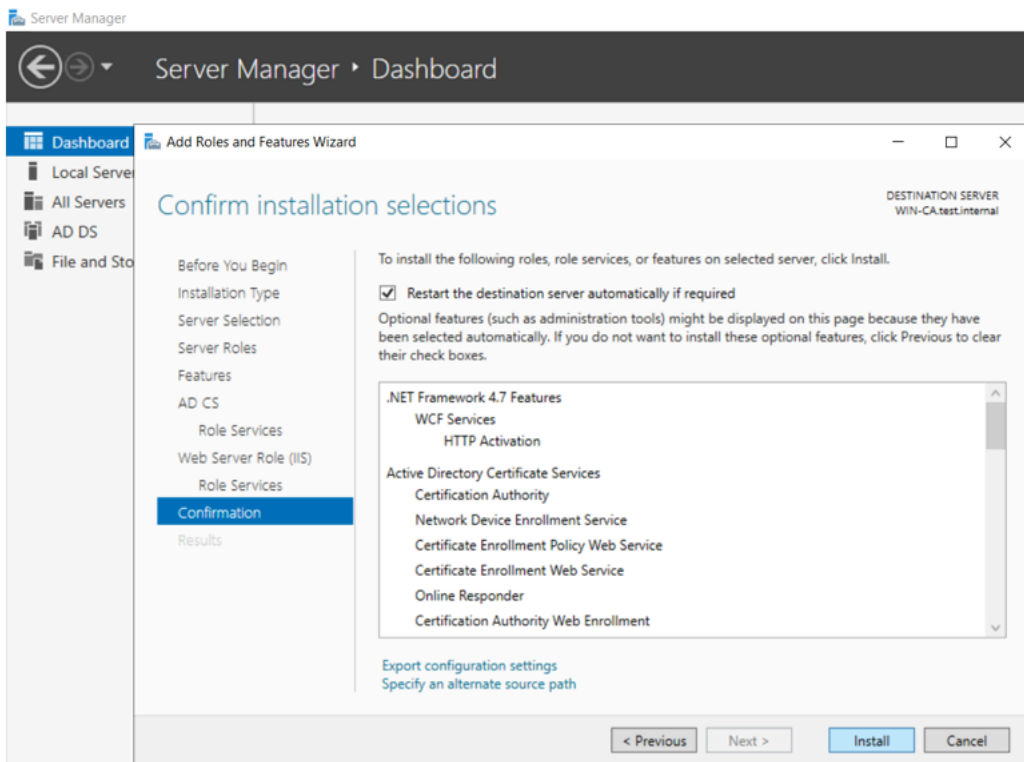 Server Manager
Server Manager ‣ Dashboard
Dashboard
Local Server
All Servers
AD DS
File and Sto
Add Roles and Features Wizard
Confirm installation selections
DESTINATION SERVER
WIN-CA.test.internal
Before You Begin
Installation Type
Server Selection
Server Roles
Features
AD CS
Role Services
Web Server Role (IIS)
Role Services
Confirmation
Results
To install the following roles, role services, or features on selected server, click Install.
Restart the destination server automatically if required
Optional features (such as administration tools) might be displayed on this page because they have
been selected automatically. If you do not want to install these optional features, click Previous to clear
their check boxes.
.NET Framework 4.7 Features
WCF Services
HTTP Activation
Active Directory Certificate Services
Certification Authority
Network Device Enrollment Service
Certificate Enrollment Policy Web Service
Certificate Enrollment Web Service
Online Responder
Certification Authority Web Enrollment
Export configuration settings
Specify an alternate source path
< Previous
Next >
Install
Cancel